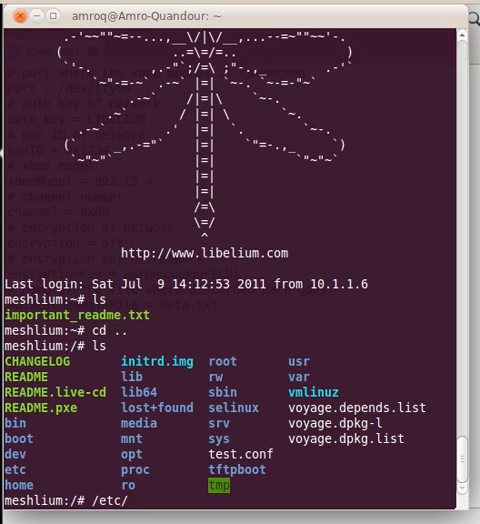 amroq@Amro-Quandour: ~
http://www.libelium.com
Last login: Sat Jul  9 14:12:53 2011 from 10.1.1.6
meshlium:~# ls
important_readme.txt
meshlium:~# cd ..
meshlium:/# ls
CHANGELOG initrd.img root usr
README lib rw var
README.live-cd lib64 sbin vmlinuz
README.pxe lost+found selinux voyage.depends.list
bin media srv voyage.dpkg-l
boot mnt sys voyage.dpkg.list
dev opt test.conf
etc proc tftpboot
home ro tmp
meshlium:/# /etc/